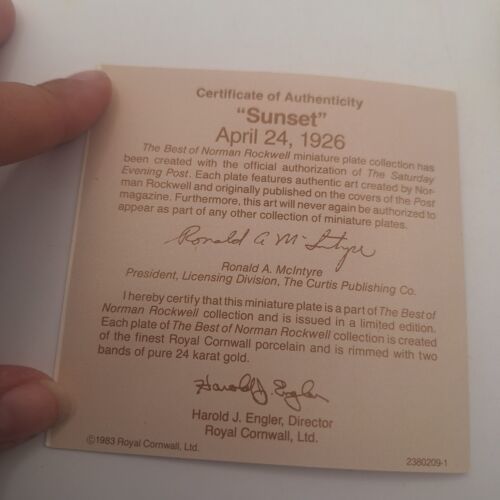 Certificate of Authenticity
"Sunset"
April 24, 1926
The Best of Norman Rockwell miniature plate collection has
been created with the official authorization of The Saturday
Evening Post. Each plate features authentic art created by Nor-
man Rockwell and originally published on the covers of the Post
magazine. Furthermore, this art will never again be authorized to
appear as part of any other collection of miniature plates.
Ronald A McIntyre
Ronald A. McIntyre
President, Licensing Division, The Curtis Publishing Co.
I hereby certify that this miniature plate is a part of The Best of
Norman Rockwell collection and is issued in a limited edition.
Each plate of The Best of Norman Rockwell collection is created
of the finest Royal Cornwall porcelain and is rimmed with two
bands of pure 24 karat gold.
Harold J. Engler
Harold J. Engler, Director
Royal Cornwall, Ltd.
©1983 Royal Cornwall, Ltd.
2380209-1